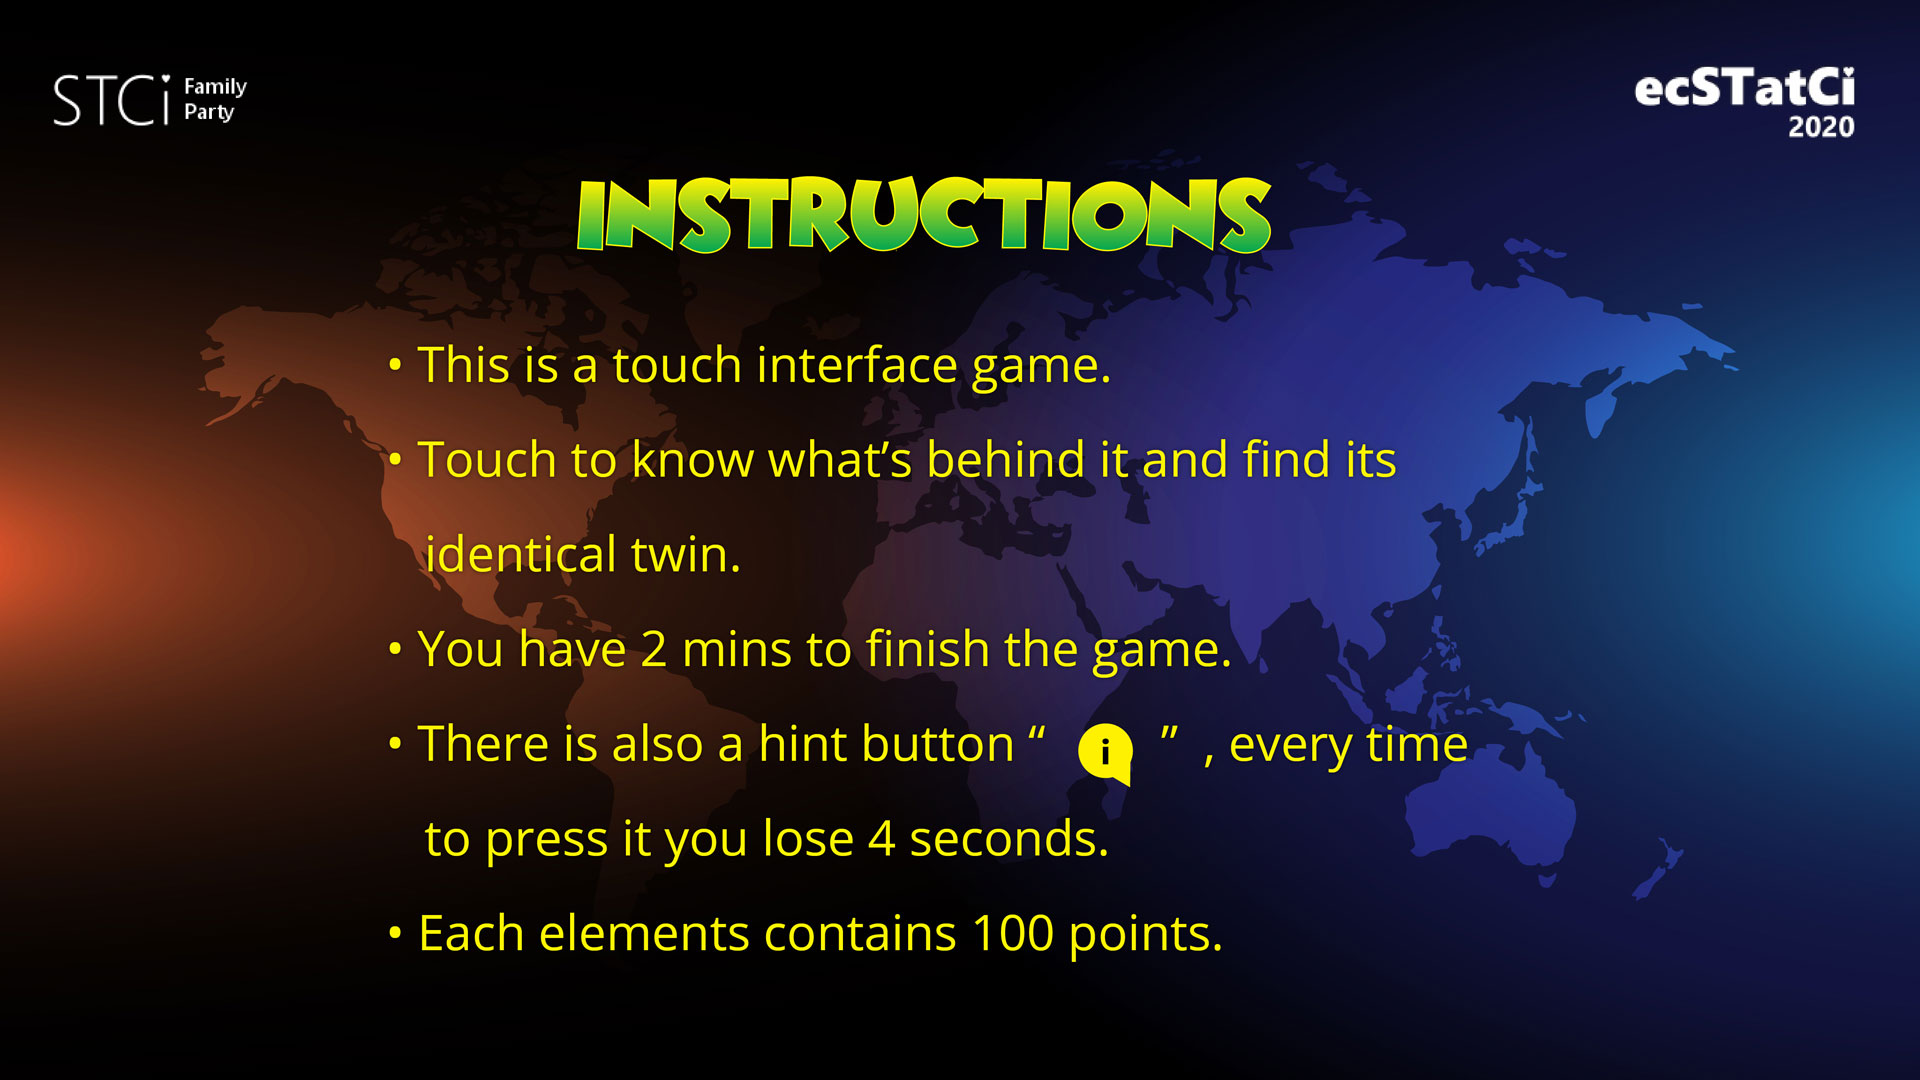 STCi Family
Party
ecSTatCi
2020
INSTRUCTIONS
• This is a touch interface game.
• Touch to know what’s behind it and find its
identical twin.
• You have 2 mins to finish the game.
• There is also a hint button “ i ” , every time
to press it you lose 4 seconds.
• Each elements contains 100 points.